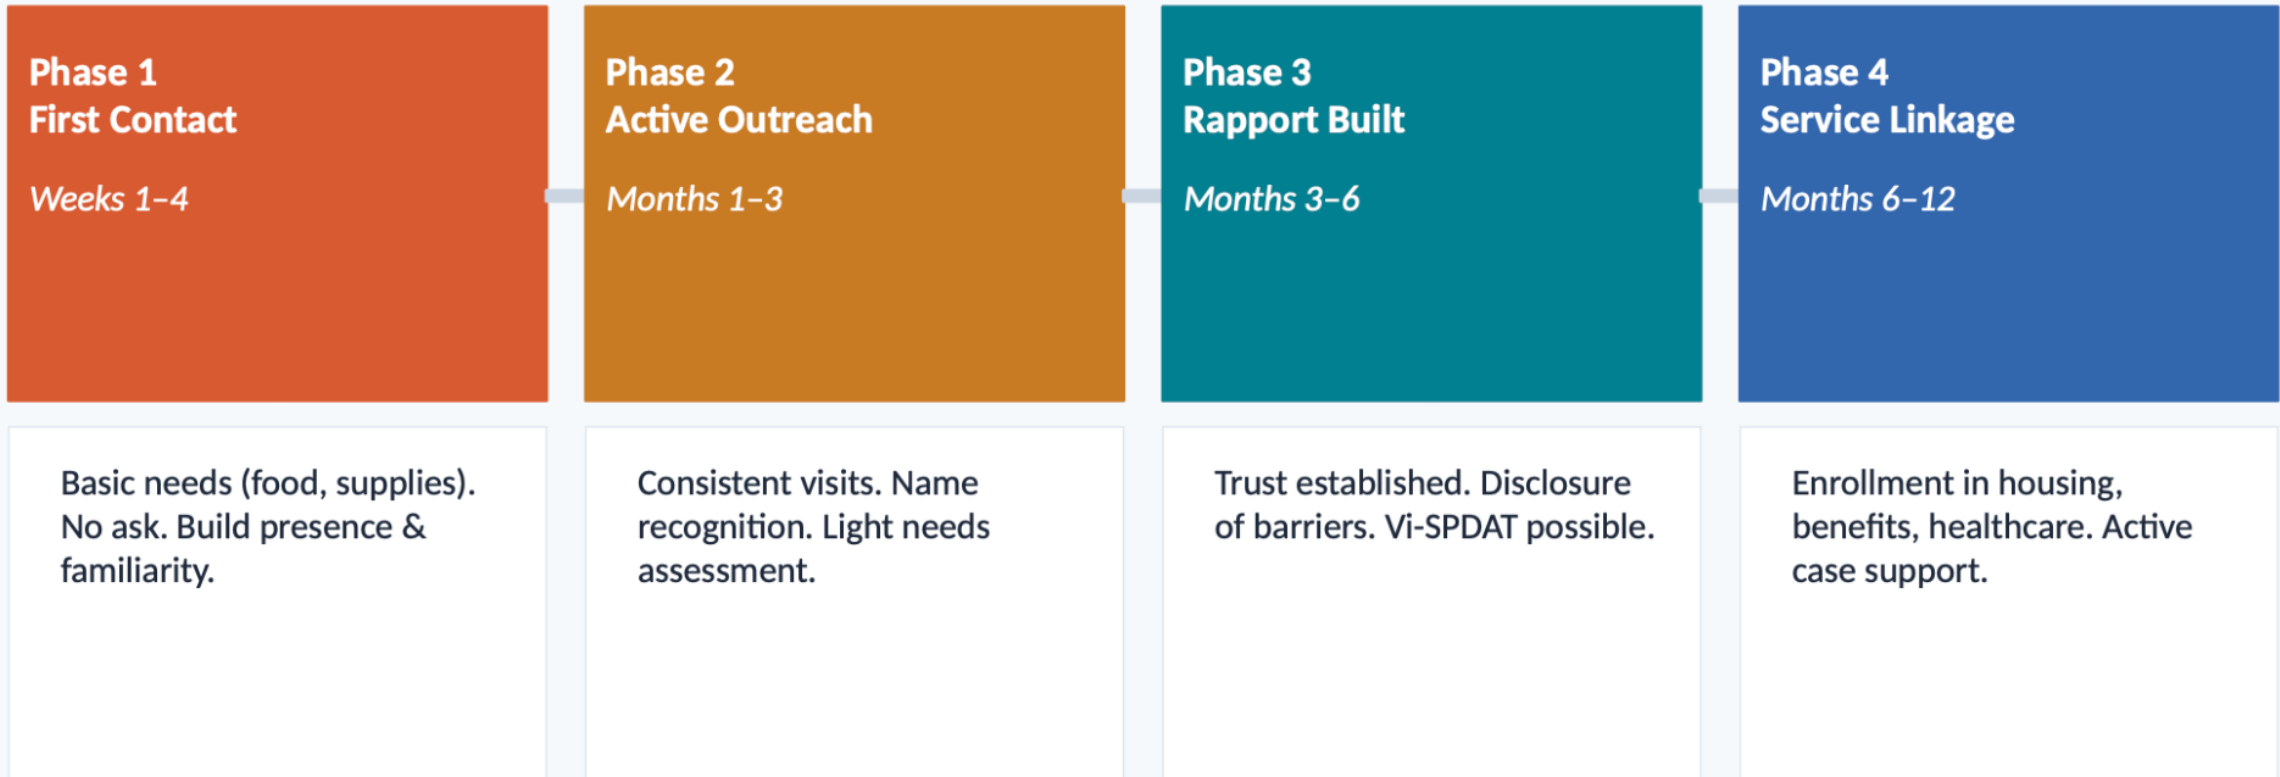 Phase 1
First Contact
Weeks 1–4
Phase 2
Active Outreach
Months 1–3
Phase 3
Rapport Built
Months 3–6
Phase 4
Service Linkage
Months 6–12
Basic needs (food, supplies).
No ask. Build presence &
familiarity.
Consistent visits. Name
recognition. Light needs
assessment.
Trust established. Disclosure
of barriers. Vi-SPDAT possible.
Enrollment in housing,
benefits, healthcare. Active
case support.